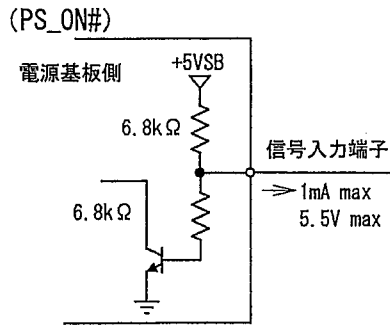 (PS_ON#)
電源基板側
+5VSB
6.8kΩ
信号入力端子
1mA max
6.8kΩ
5.5V max